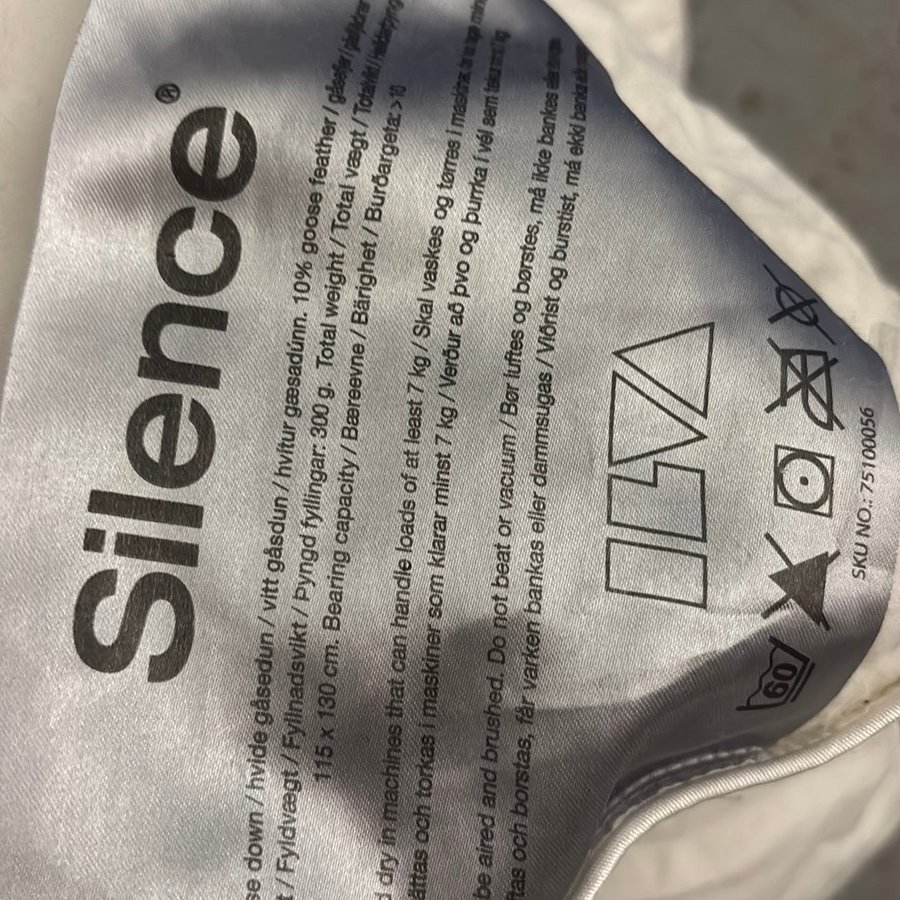 Silence®
se down / hvide gåsedun / vitt gåsdun / hvítur gæsadúnn. 10% goose feather / gåsefjer /
t / Fyldvægt / Fyllnadsvikt / Þyngd fyllingar: 300 g. Total weight / Total vægt / Totalvikt /
115 x 130 cm. Bearing capacity / Bæreevne / Bärighet / Burðargeta: > 10
d dry in machines that can handle loads of at least 7 kg / Skal vaskes og tørres i
ättas och torkas i maskiner som klarar minst 7 kg / Verður að þvo og þurrka í vél sem
be aired and brushed. Do not beat or vacuum / Bør luftes og børstes, må ikke bankes
ftas och borstas, får varken bankas eller dammsugas / Viðrist og burstist, má ekki banka
ILVA
60
SKU NO.: 75100056